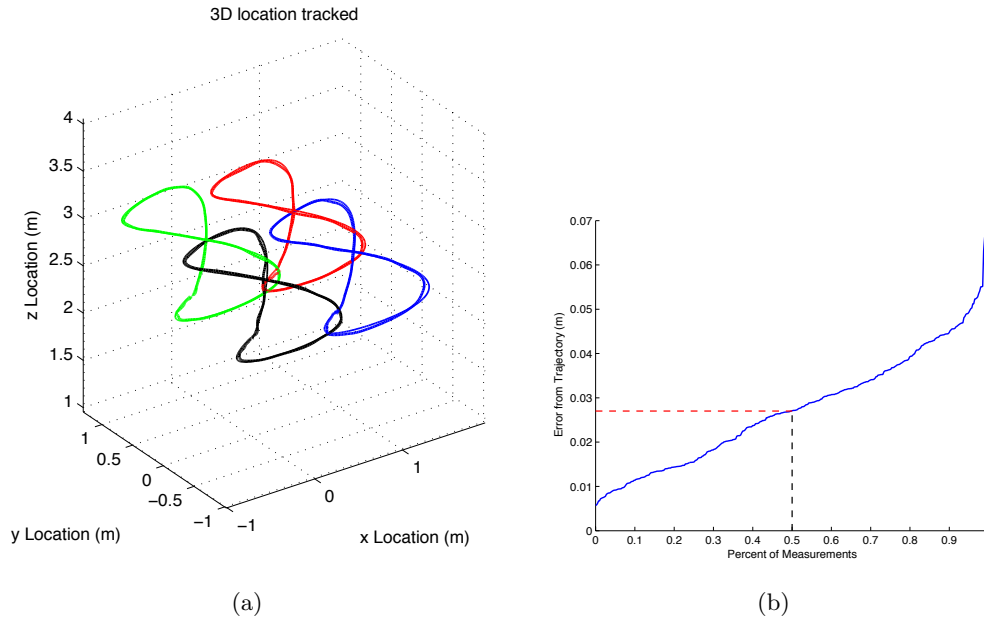 3D location tracked
4
3.5
3
2.5
2
1.5
1
z Location (m)
1
0.5
0
−0.5
−1
y Location (m)
−1
0
1
x Location (m)
(a)
0.07
0.06
0.05
0.04
0.03
0.02
0.01
0
Error from Trajectory (m)
0 0.1 0.2 0.3 0.4 0.5 0.6 0.7 0.8 0.9
Percent of Measurements
(b)